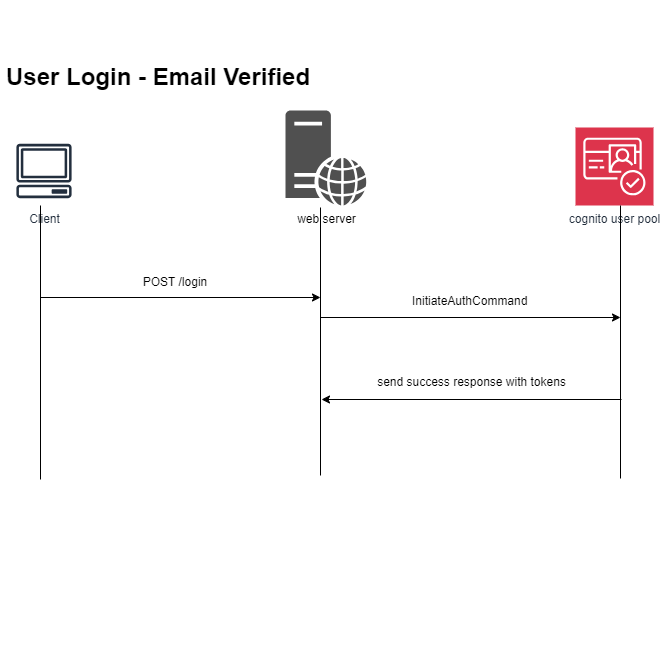 User Login - Email Verified
Client
web server
cognito user pool
POST /login
InitiateAuthCommand
send success response with tokens